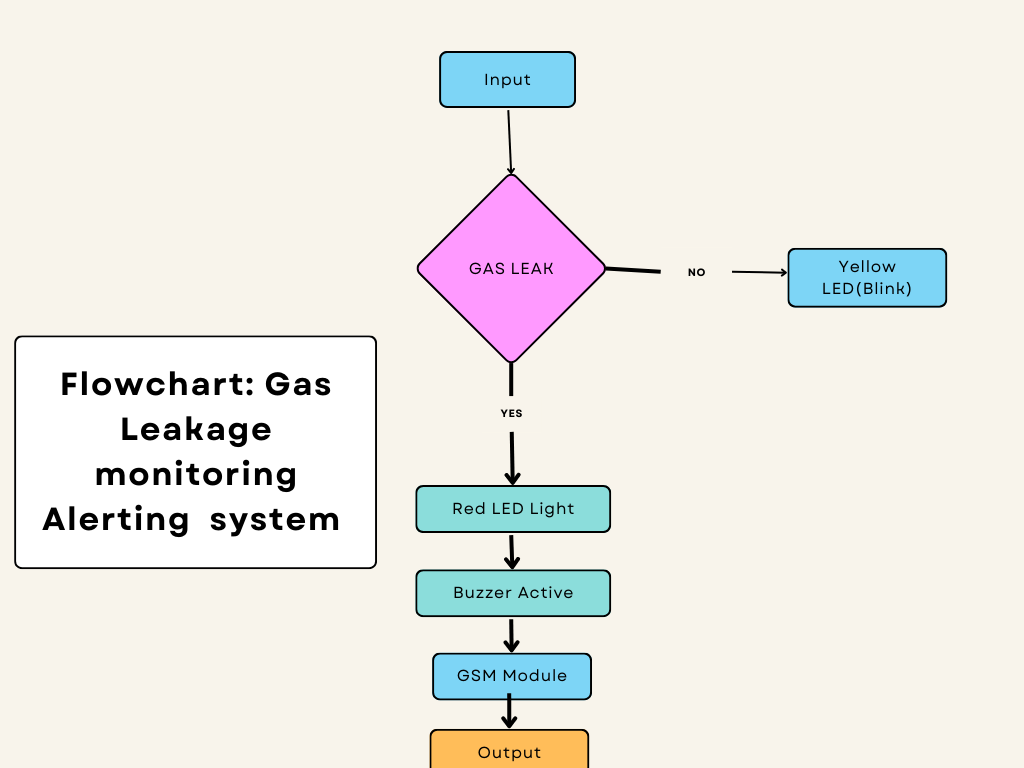 Input
GAS LEAK
NO
Yellow
LED(Blink)
YES
Flowchart: Gas
Leakage
monitoring
Alerting  system
Red LED Light
Buzzer Active
GSM Module
Output